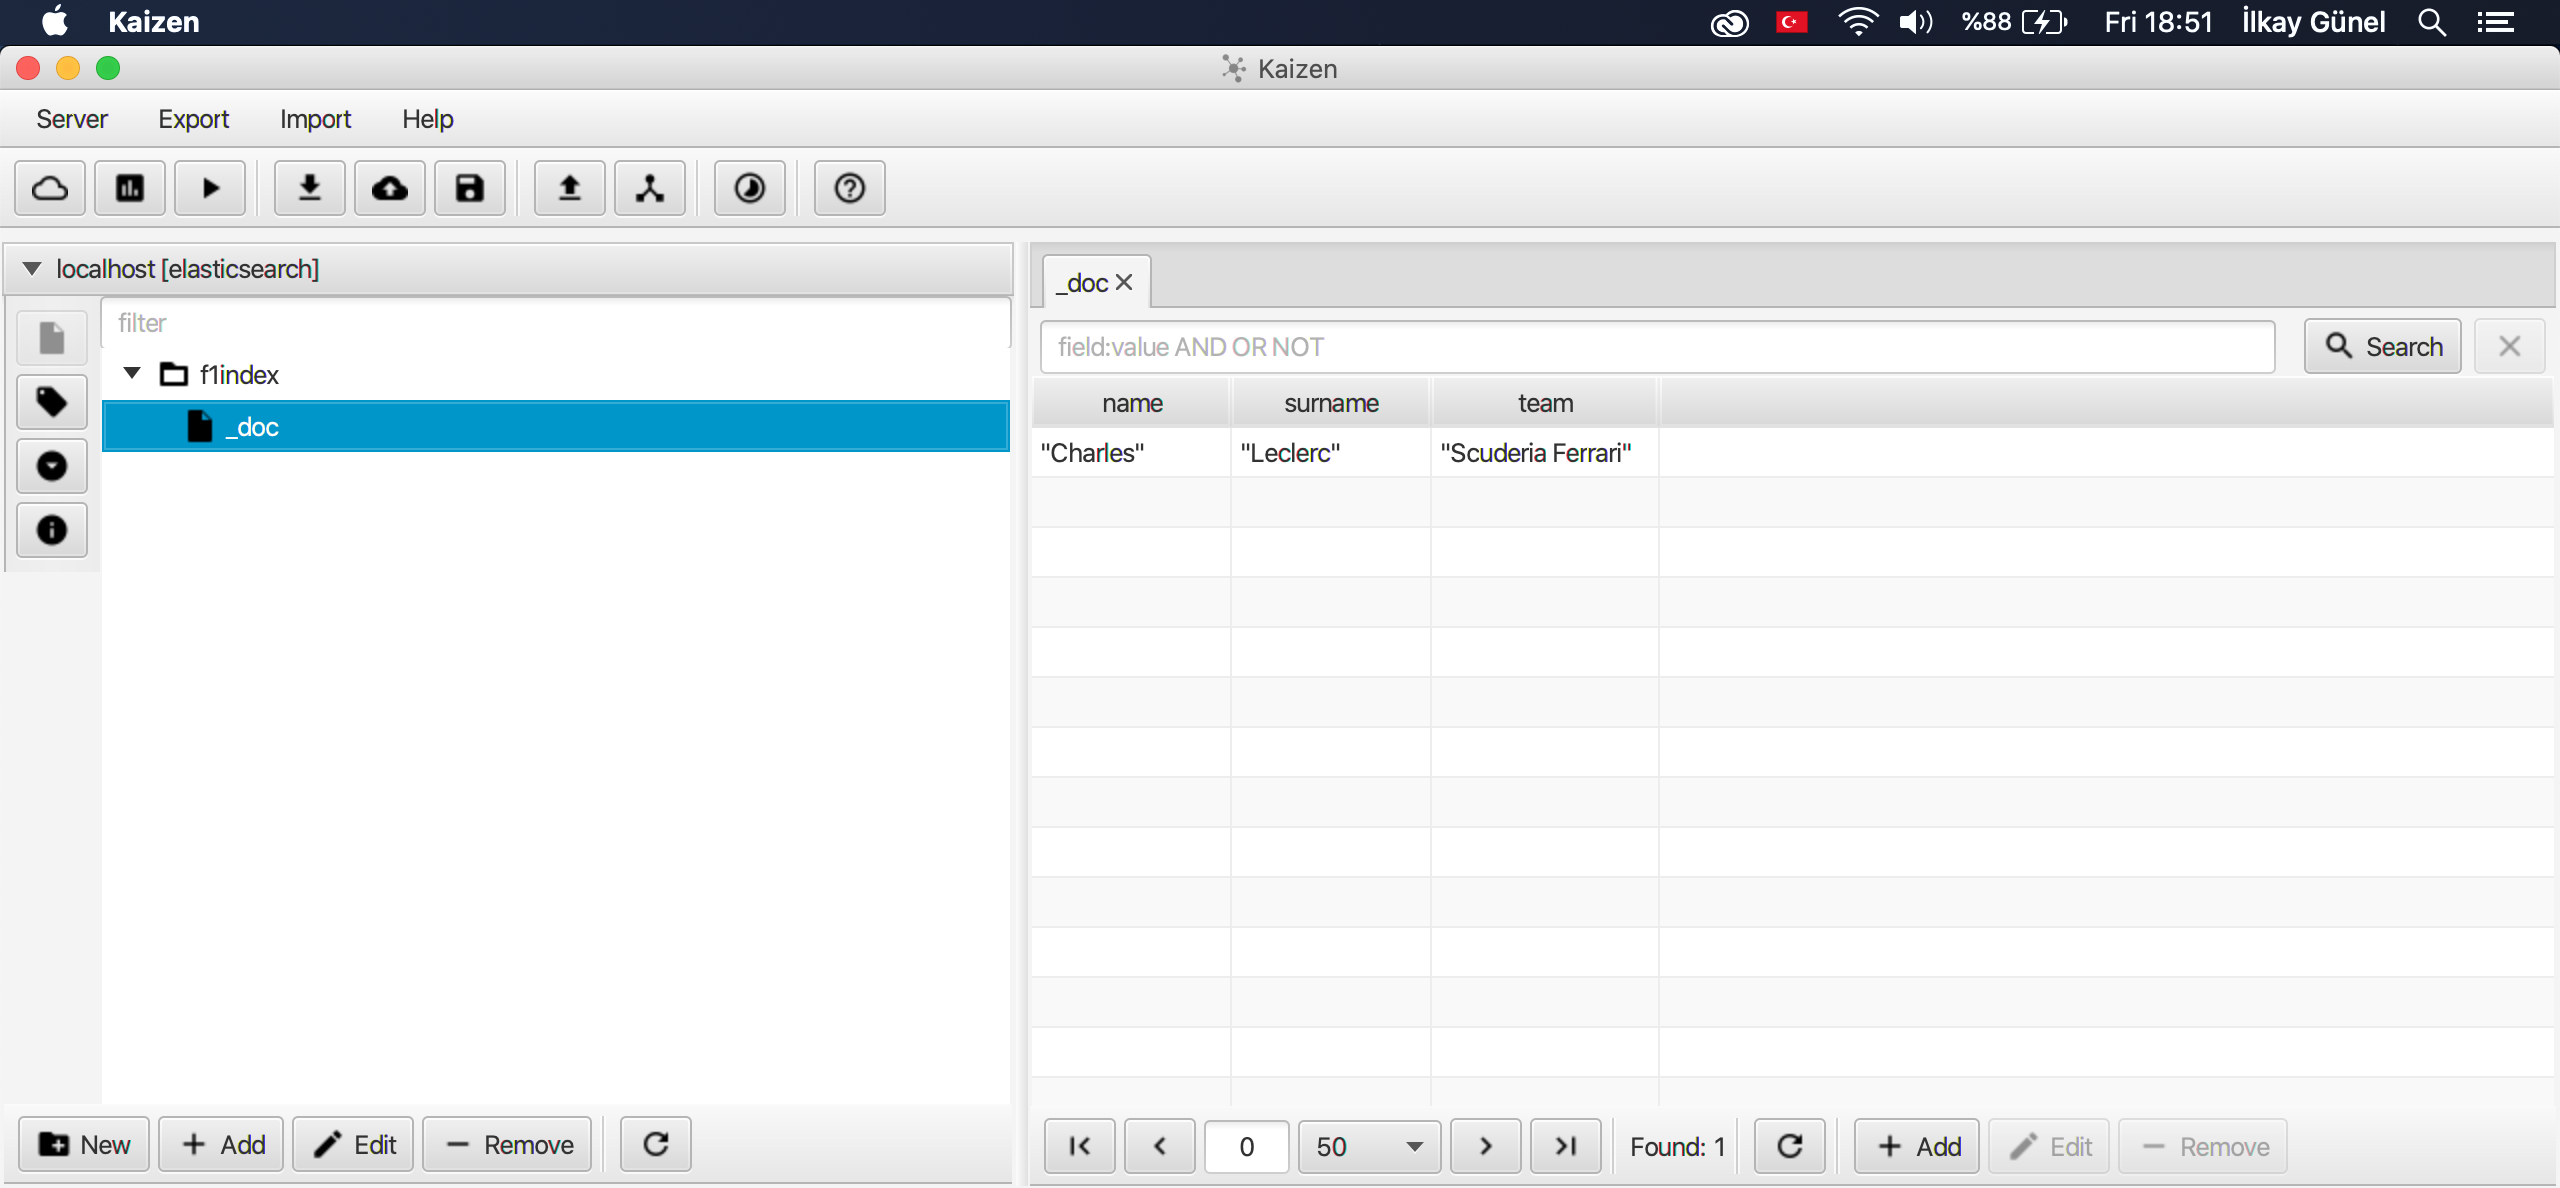 Kaizen %88 Fri 18:51 İlkay Günel
Kaizen
Server Export Import Help
localhost [elasticsearch]
filter
f1index
_doc
New Add Edit Remove
_doc
field:value AND OR NOT Search
name surname team
"Charles" "Leclerc" "Scuderia Ferrari"
0 50 Found: 1 Add Edit Remove